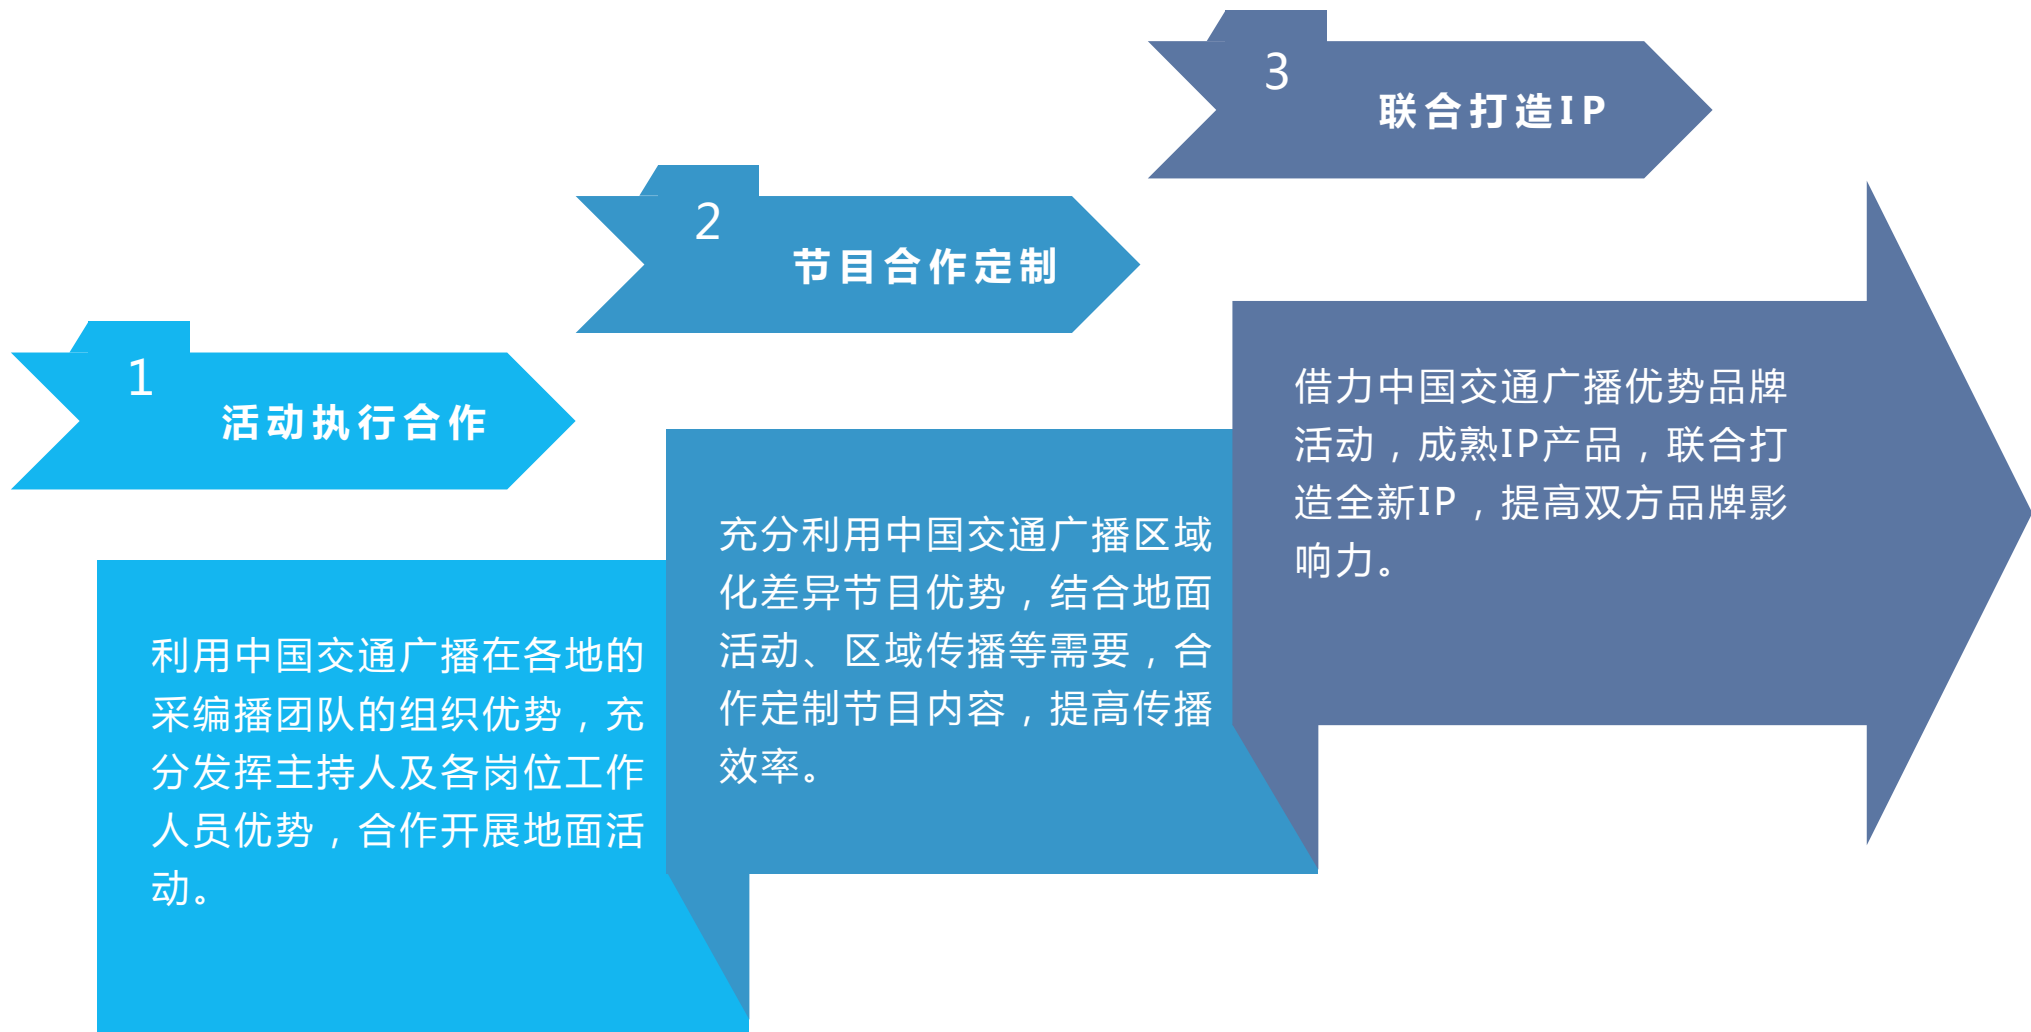 1
活动执行合作
利用中国交通广播在各地的
采编播团队的组织优势，充
分发挥主持人及各岗位工作
人员优势，合作开展地面活
动。
2
节目合作定制
充分利用中国交通广播区域
化差异节目优势，结合地面
活动、区域传播等需要，合
作定制节目内容，提高传播
效率。
3
联合打造IP
借力中国交通广播优势品牌
活动，成熟IP产品，联合打
造全新IP，提高双方品牌影
响力。